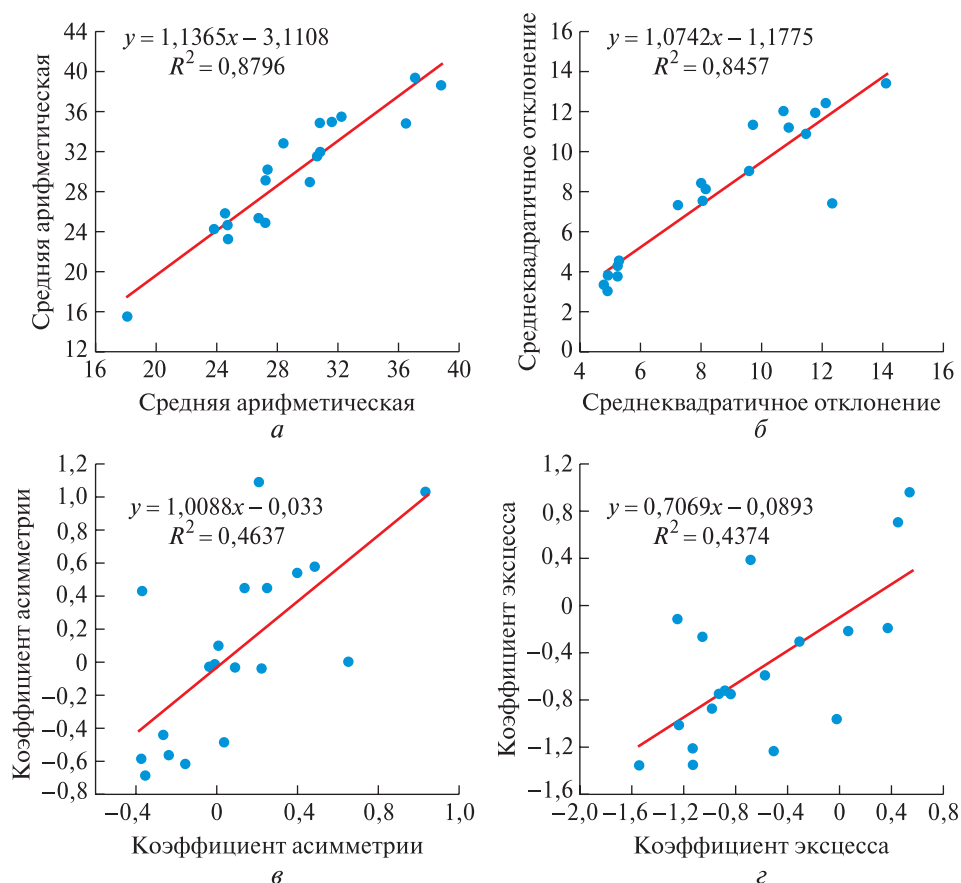 Средняя арифметическая
44
40
36
32
28
24
20
16
12
y = 1,1365x – 3,1108
R² = 0,8796
16 20 24 28 32 36 40
Средняя арифметическая
а
Среднеквадратичное отклонение
16
14
12
10
8
6
4
2
0
y = 1,0742x – 1,1775
R² = 0,8457
4 6 8 10 12 14 16
Среднеквадратичное отклонение
б
Коэффициент асимметрии
1,2
1,0
0,8
0,6
0,4
0,2
0
–0,2
–0,4
–0,6
–0,8
y = 1,0088x – 0,033
R² = 0,4637
–0,4 0 0,4 0,8 1,0
Коэффициент асимметрии
в
Коэффициент эксцесса
1,2
0,8
0,4
0
–0,4
–0,8
–1,2
–1,6
y = 0,7069x – 0,0893
R² = 0,4374
–2,0 –1,6 –1,2 –0,8 –0,4 0 0,4 0,8
Коэффициент эксцесса
г